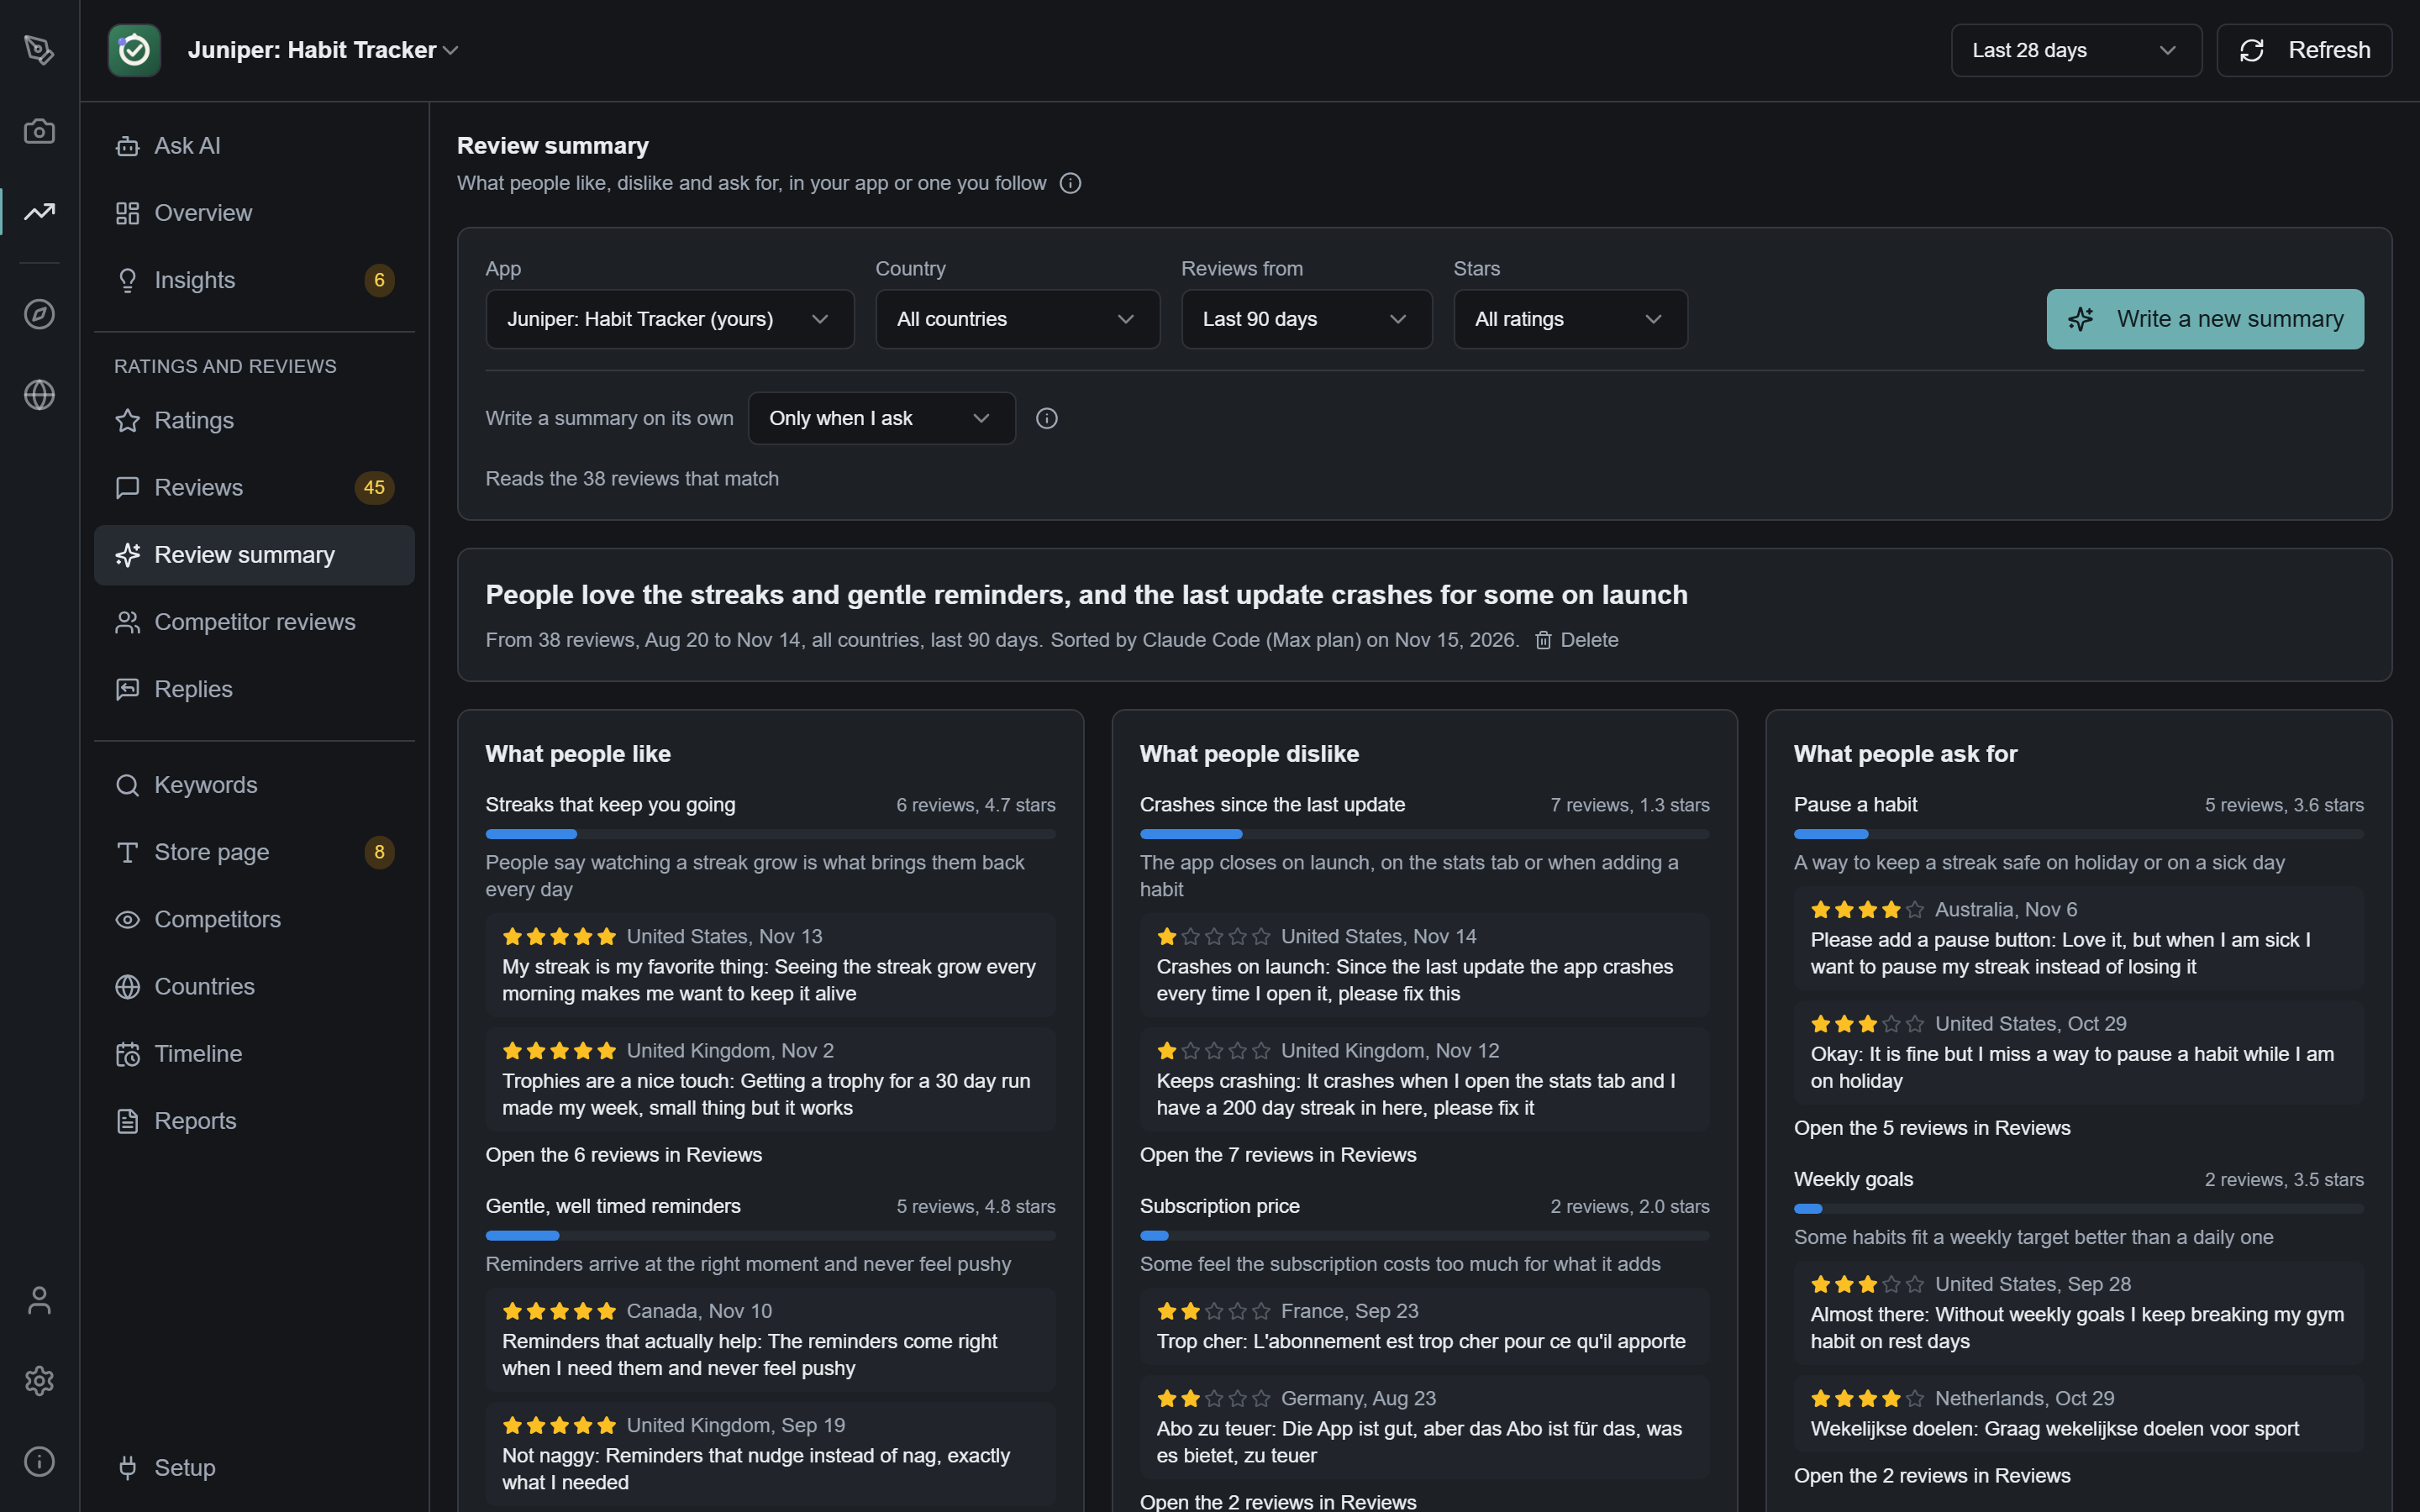 Juniper: Habit Tracker
Last 28 days
Refresh
Ask AI
Overview
Insights
6
RATINGS AND REVIEWS
Ratings
Reviews
45
Review summary
Competitor reviews
Replies
Keywords
Store page
8
Competitors
Countries
Timeline
Reports
Setup
Review summary
What people like, dislike and ask for, in your app or one you follow
App
Country
Reviews from
Stars
Juniper: Habit Tracker (yours)
All countries
Last 90 days
All ratings
Write a new summary
Write a summary on its own
Only when I ask
Reads the 38 reviews that match
People love the streaks and gentle reminders, and the last update crashes for some on launch
From 38 reviews, Aug 20 to Nov 14, all countries, last 90 days. Sorted by Claude Code (Max plan) on Nov 15, 2026.
Delete
What people like
Streaks that keep you going
6 reviews, 4.7 stars
People say watching a streak grow is what brings them back
every day
United States, Nov 13
My streak is my favorite thing: Seeing the streak grow every
morning makes me want to keep it alive
United Kingdom, Nov 2
Trophies are a nice touch: Getting a trophy for a 30 day run
made my week, small thing but it works
Open the 6 reviews in Reviews
Gentle, well timed reminders
5 reviews, 4.8 stars
Reminders arrive at the right moment and never feel pushy
Canada, Nov 10
Reminders that actually help: The reminders come right
when I need them and never feel pushy
United Kingdom, Sep 19
Not naggy: Reminders that nudge instead of nag, exactly
what I needed
What people dislike
Crashes since the last update
7 reviews, 1.3 stars
The app closes on launch, on the stats tab or when adding a
habit
United States, Nov 14
Crashes on launch: Since the last update the app crashes
every time I open it, please fix this
United Kingdom, Nov 12
Keeps crashing: It crashes when I open the stats tab and I
have a 200 day streak in here, please fix it
Open the 7 reviews in Reviews
Subscription price
2 reviews, 2.0 stars
Some feel the subscription costs too much for what it adds
France, Sep 23
Trop cher: L'abonnement est trop cher pour ce qu'il apporte
Germany, Aug 23
Abo zu teuer: Die App ist gut, aber das Abo ist für das, was
es bietet, zu teuer
Open the 2 reviews in Reviews
What people ask for
Pause a habit
5 reviews, 3.6 stars
A way to keep a streak safe on holiday or on a sick day
Australia, Nov 6
Please add a pause button: Love it, but when I am sick I
want to pause my streak instead of losing it
United States, Oct 29
Okay: It is fine but I miss a way to pause a habit while I am
on holiday
Open the 5 reviews in Reviews
Weekly goals
2 reviews, 3.5 stars
Some habits fit a weekly target better than a daily one
United States, Sep 28
Almost there: Without weekly goals I keep breaking my gym
habit on rest days
Netherlands, Oct 29
Wekelijkse doelen: Graag wekelijkse doelen voor sport
Open the 2 reviews in Reviews